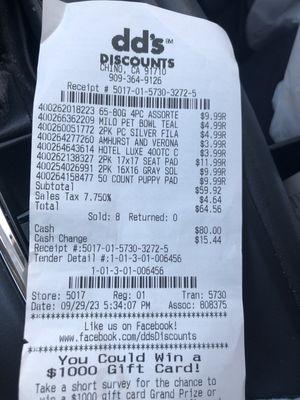 dd's SM
DISCOUNTS
CHINO, CA 91710
909-364-9126
Receipt # 5017-01-5730-3272-5
400262018223 65-80G 4PC ASSORTE $9.99R
400266362209 MILO PET BOWL TEAL $4.99R
400260051772 2PK PC SILVER FILA $4.99R
400264277260 AMHURST AND VERONA $3.99R
400264643614 HOTEL LUXE 400TC C $3.99R
400262138327 2PK 17x17 SEAT PAD $11.99R
400254026991 2PK 16X16 GRAY SOL $9.99R
400264158477 50 COUNT PUPPY PAD $9.99R
Subtotal $59.92
Sales Tax 7.750% $4.64
Total $64.56
Sold: 8 Returned: 0
Cash $80.00
Cash Change $15.44
Receipt #:5017-01-5730-3272-5
Tender Detail #:1-01-3-01-006456
1-01-3-01-006456
Store: 5017 Reg: 01 Tran: 5730
Date: 09/29/23 5:34:07 PM Assoc: 808375
Like us on Facebook!
www.facebook.com/ddsDiscounts
You Could Win a
$1000 Gift Card!
Take a short survey for the chance to
win a $1000 gift card Grand Prize or